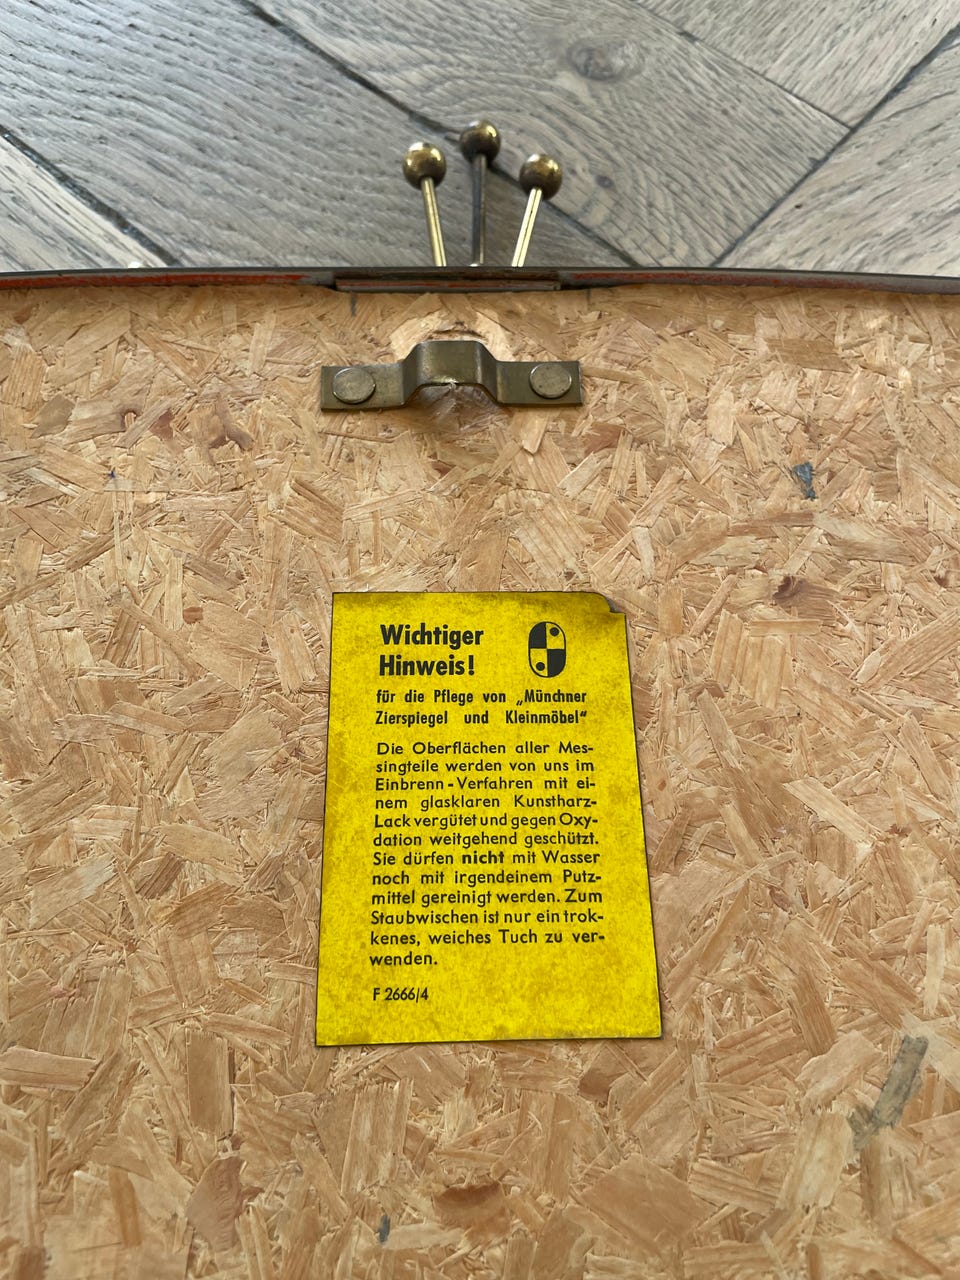 Wichtiger
Hinweis!
für die Pflege von „Münchner
Zierspiegel und Kleinmöbel“
Die Oberflächen aller Mes-
singteile werden von uns im
Einbrenn-Verfahren mit ei-
nem glasklaren Kunstharz-
Lack vergütet und gegen Oxy-
dation weitgehend geschützt.
Sie dürfen nicht mit Wasser
noch mit irgendeinem Putz-
mittel gereinigt werden. Zum
Staubwischen ist nur ein trok-
kenes, weiches Tuch zu ver-
wenden.
F 2666/4